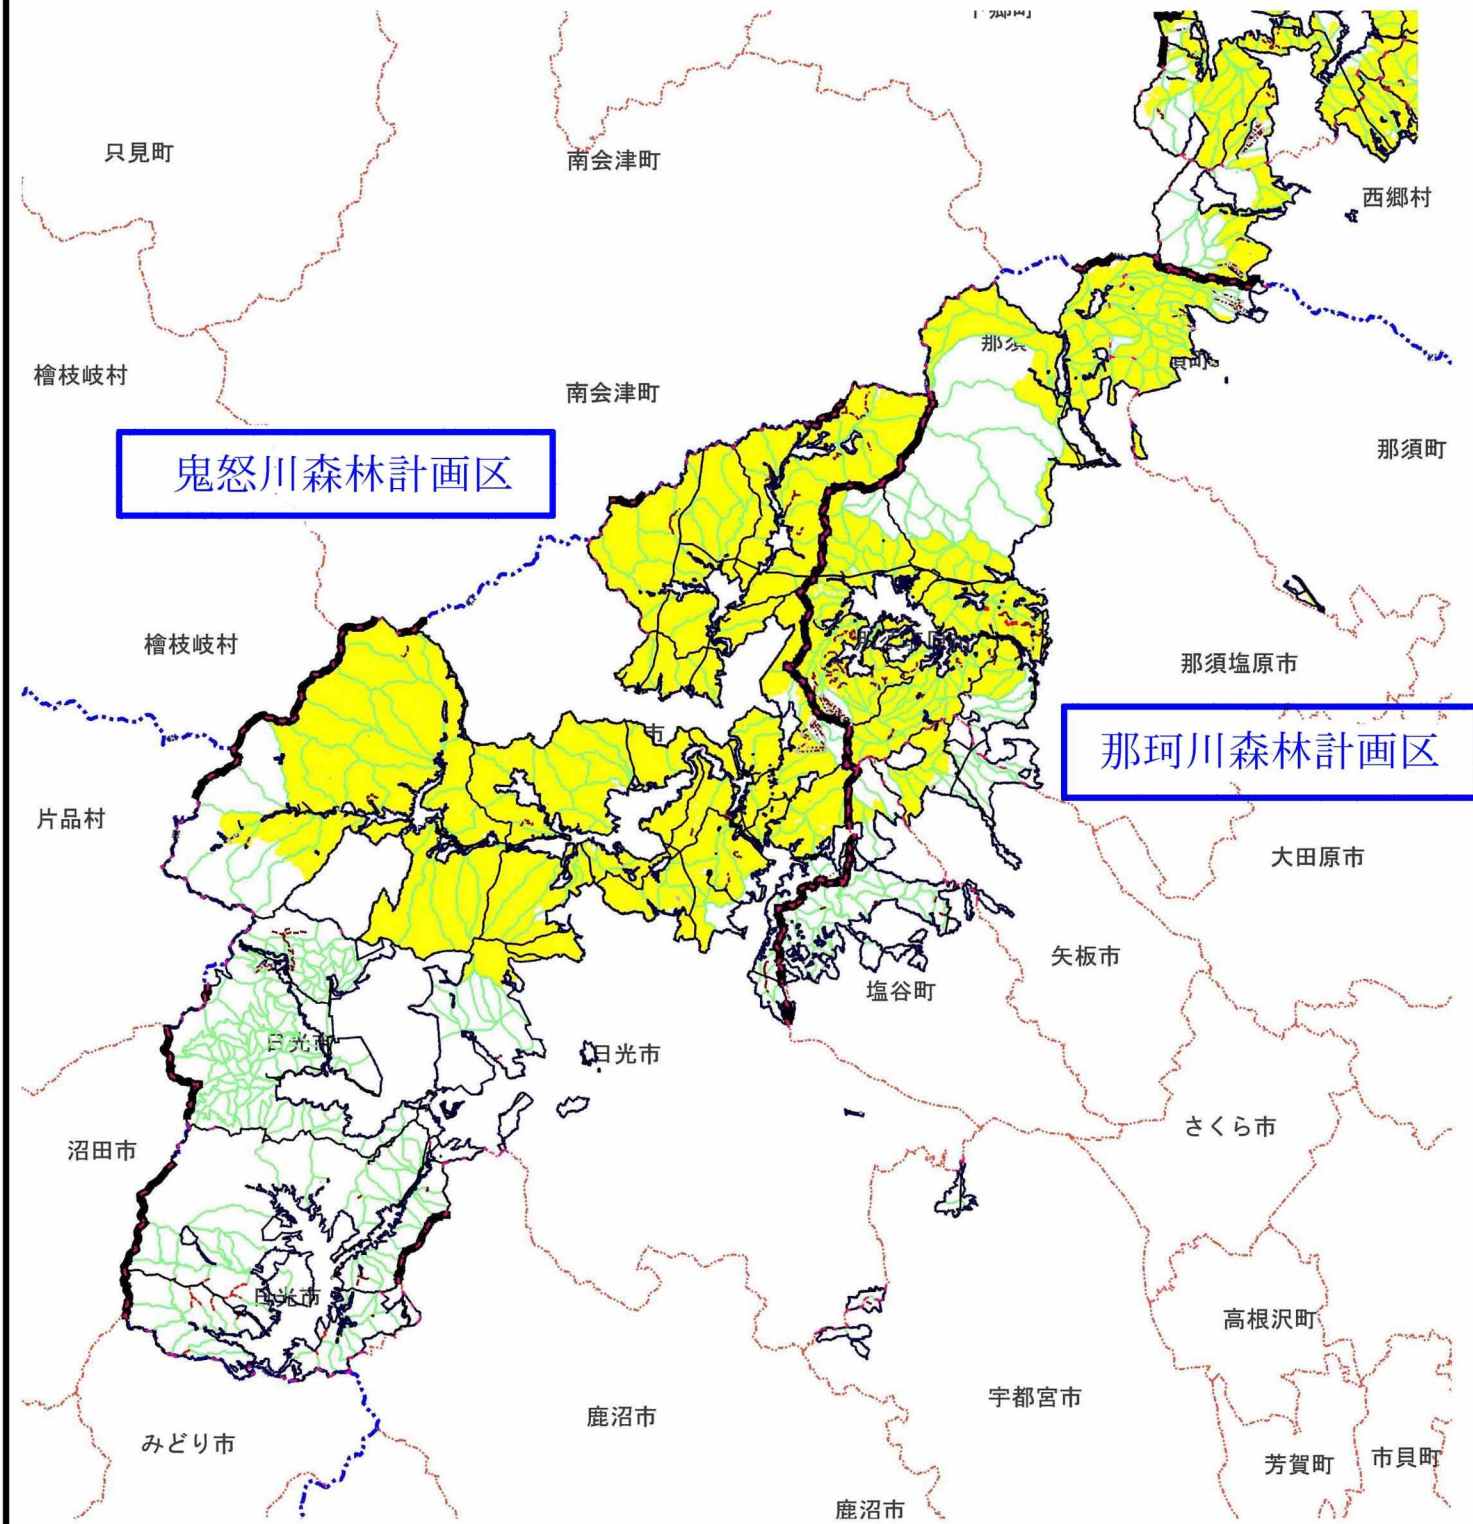 只見町
南会津町
西郷村
檜枝岐村
南会津町
那須町
鬼怒川森林計画区
檜枝岐村
那須塩原市
那珂川森林計画区
片品村
大田原市
矢板市
塩谷町
日光市
日光市
さくら市
沼田市
日光市
高根沢町
宇都宮市
鹿沼市
みどり市
芳賀町
市貝町
鹿沼市